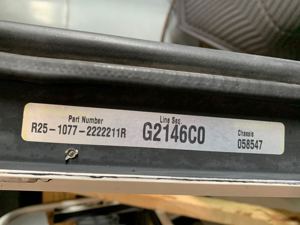 Part Number
Line Seq.
Chassis
R25-1077-2222211R
G2146C0
058547